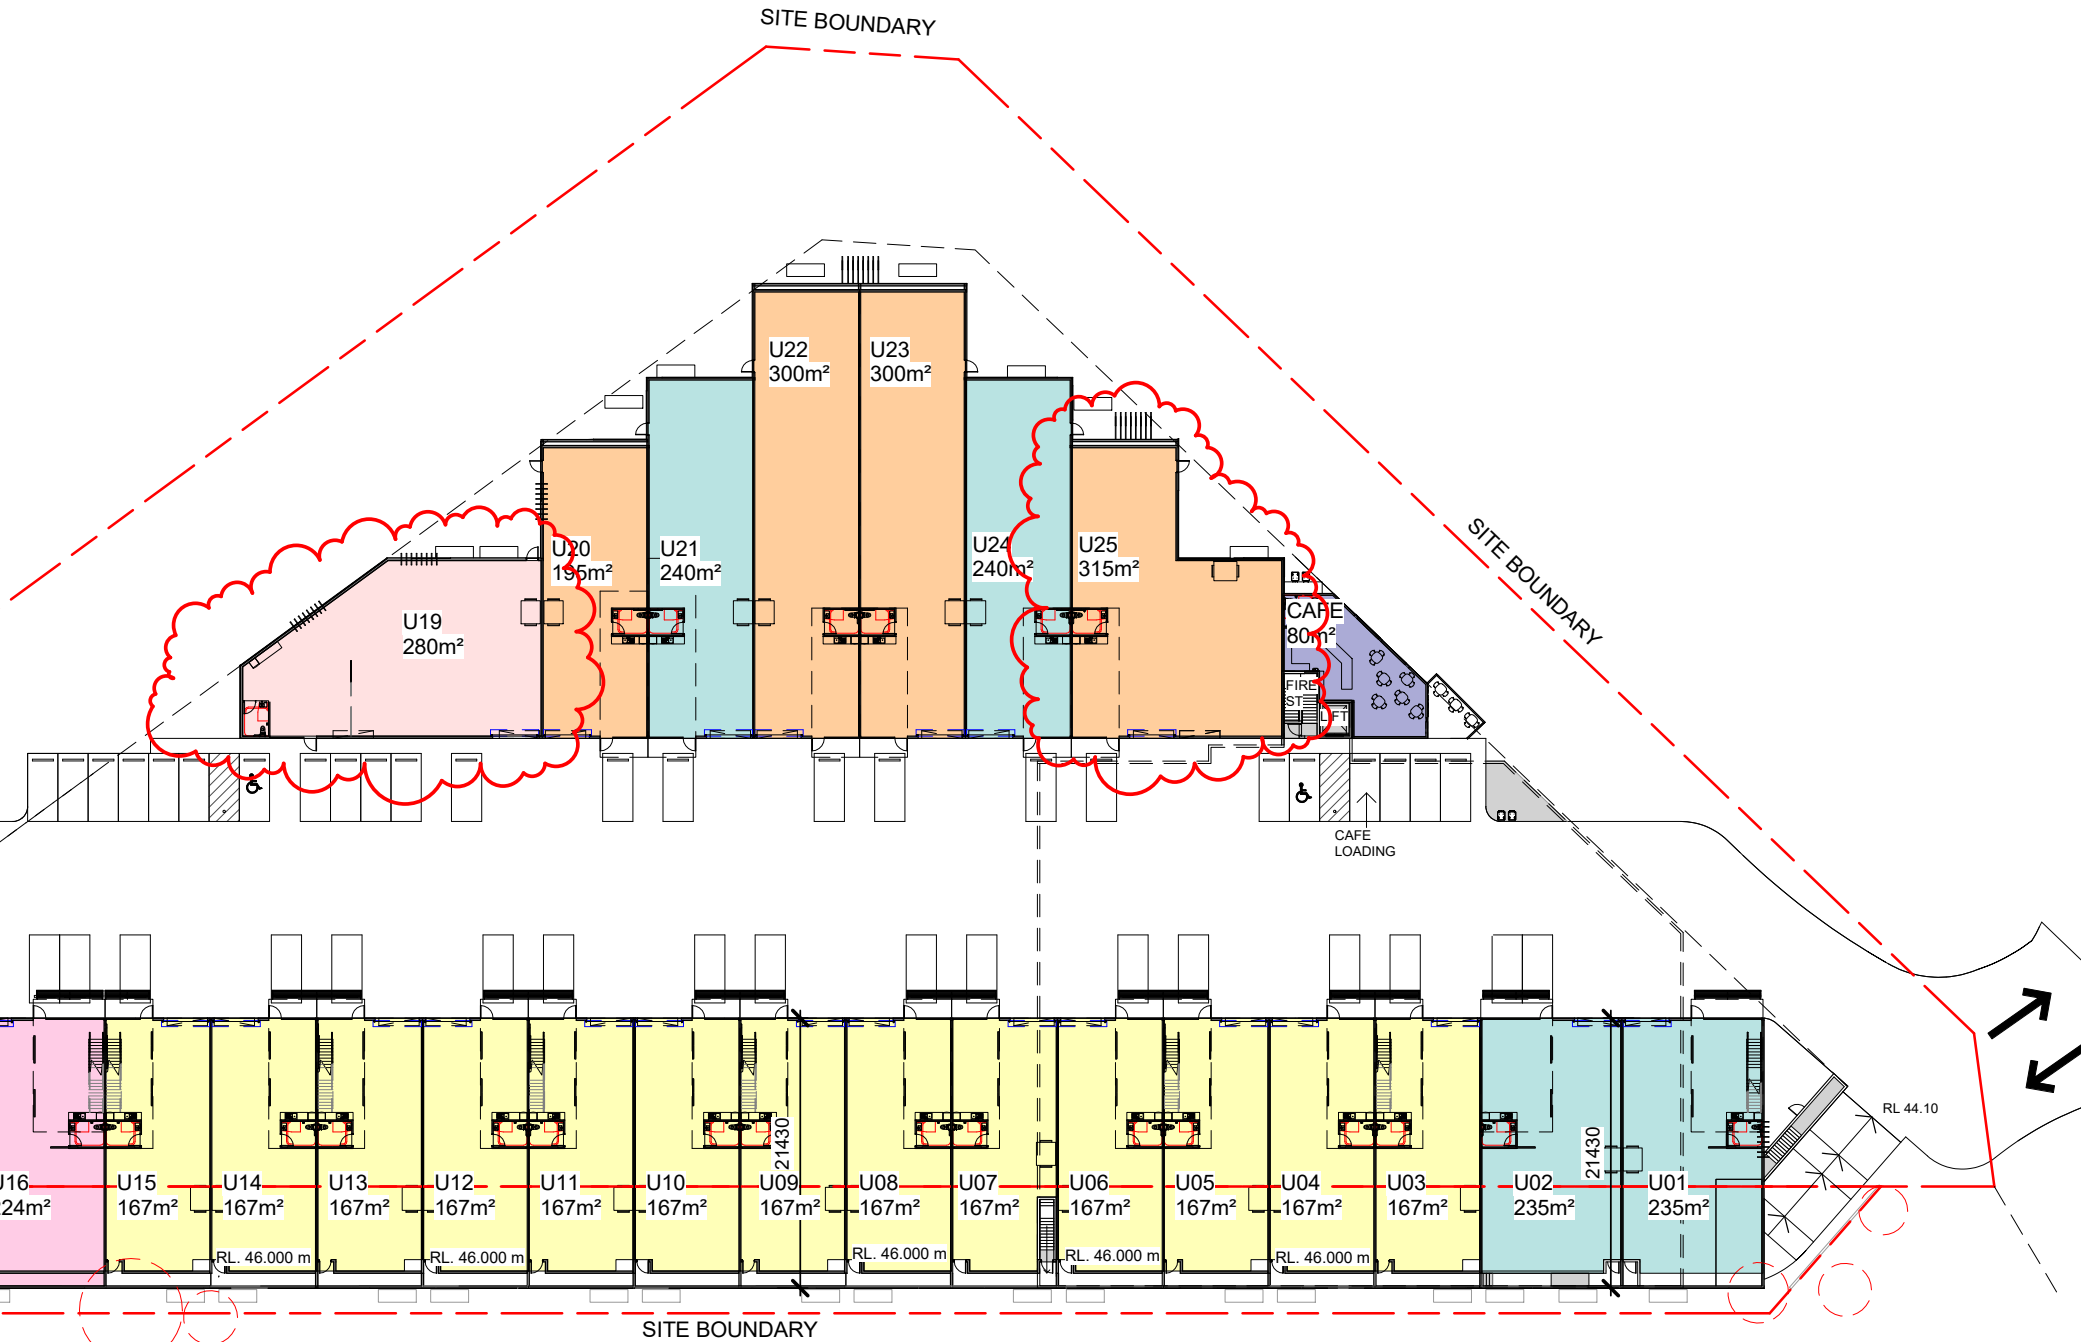 SITE BOUNDARY
U22
300m²
U23
300m²
U20
195m²
U21
240m²
U24
240m²
U25
315m²
SITE BOUNDARY
U19
280m²
CAFE
80m²
FIRE
ST
LIFT
CAFE
LOADING
RL 44.10
21430
21430
U16
224m²
U15
167m²
U14
167m²
U13
167m²
U12
167m²
U11
167m²
U10
167m²
U09
167m²
U08
167m²
U07
167m²
U06
167m²
U05
167m²
U04
167m²
U03
167m²
U02
235m²
U01
235m²
RL. 46.000 m
RL. 46.000 m
RL. 46.000 m
RL. 46.000 m
RL. 46.000 m
SITE BOUNDARY